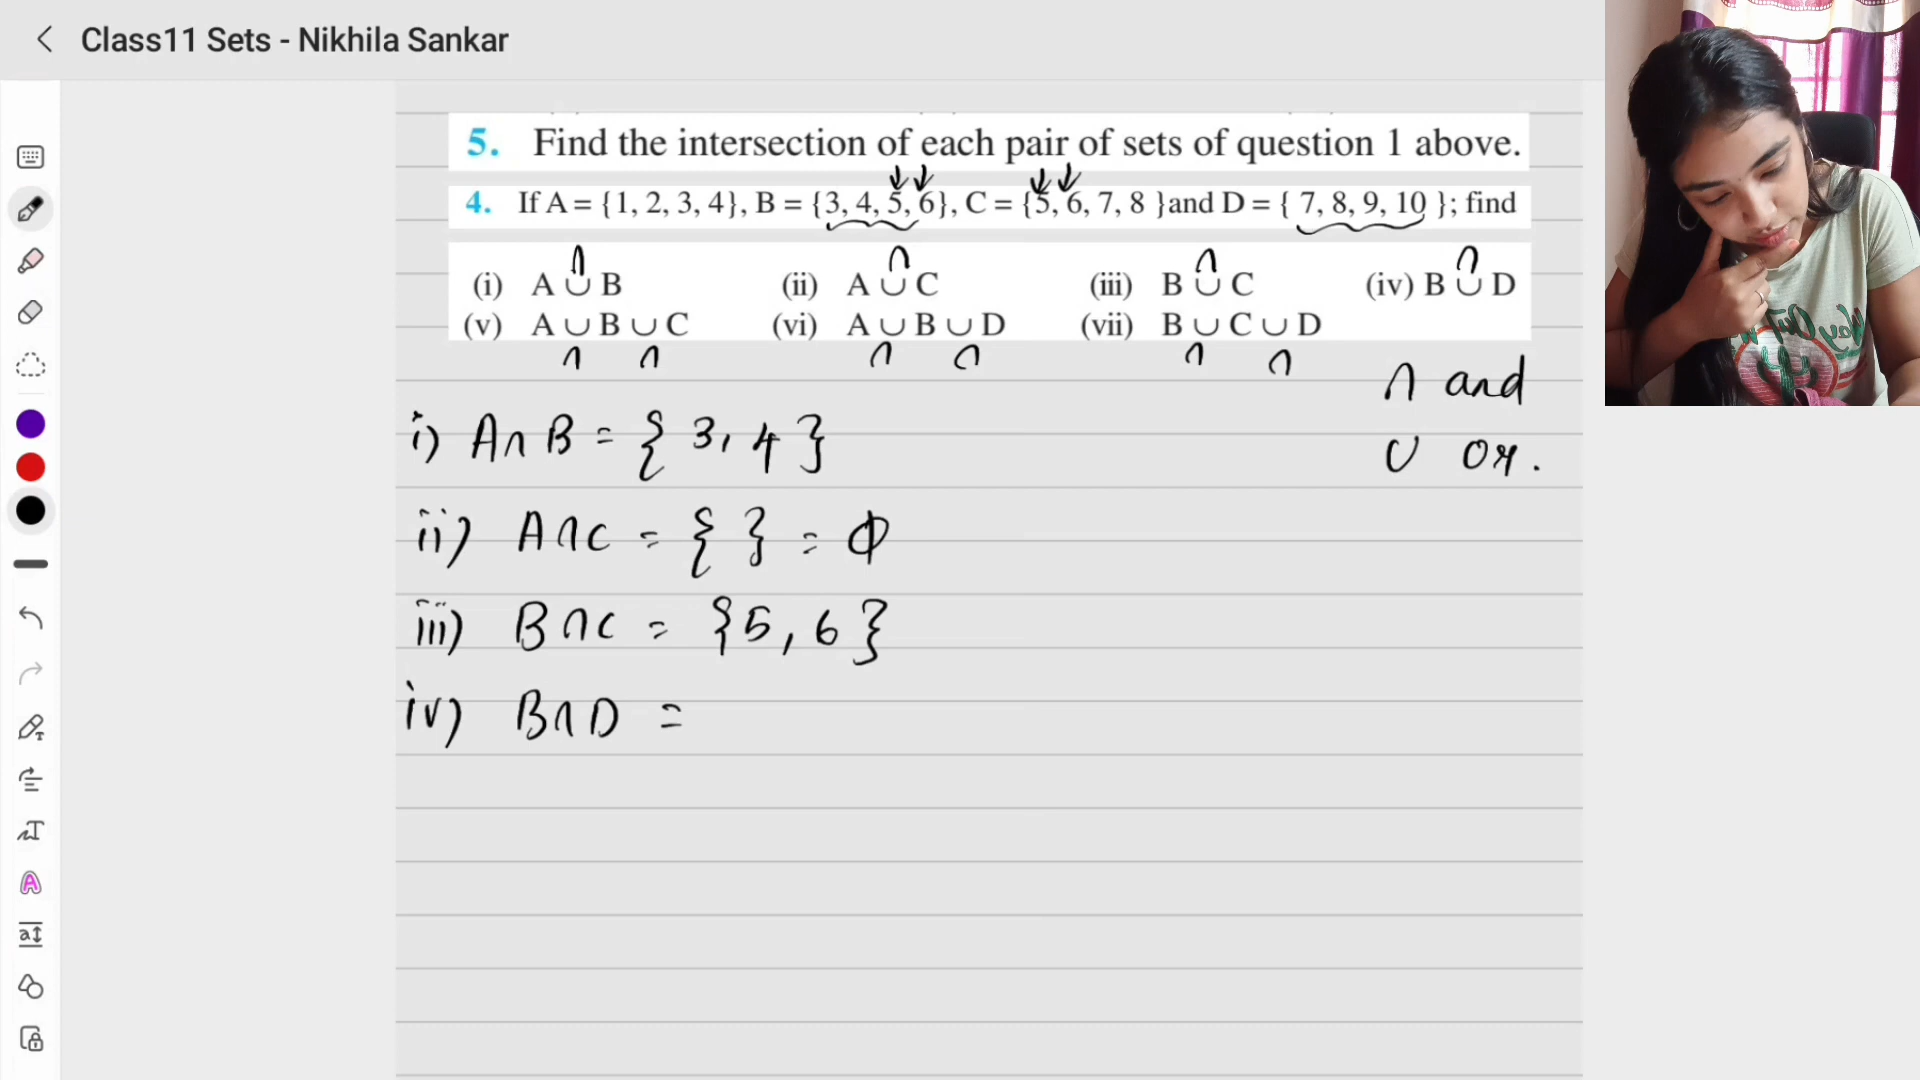 Class11 Sets - Nikhila Sankar
5. Find the intersection of each pair of sets of question 1 above.
4. If A = {1, 2, 3, 4}, B = {3, 4, 5, 6}, C = {5, 6, 7, 8 }and D = { 7, 8, 9, 10 }; find
∩ ∩ ∩ ∩
(i) A ∪ B (ii) A ∪ C (iii) B ∪ C (iv) B ∪ D
(v) A ∪ B ∪ C (vi) A ∪ B ∪ D (vii) B ∪ C ∪ D
∩ ∩ ∩ ∩ ∩ ∩
∩ and
∪ or.
i) A∩B = { 3, 4 }
ii) A∩C = { } = ϕ
iii) B∩C = {5, 6 }
iv) B∩D =